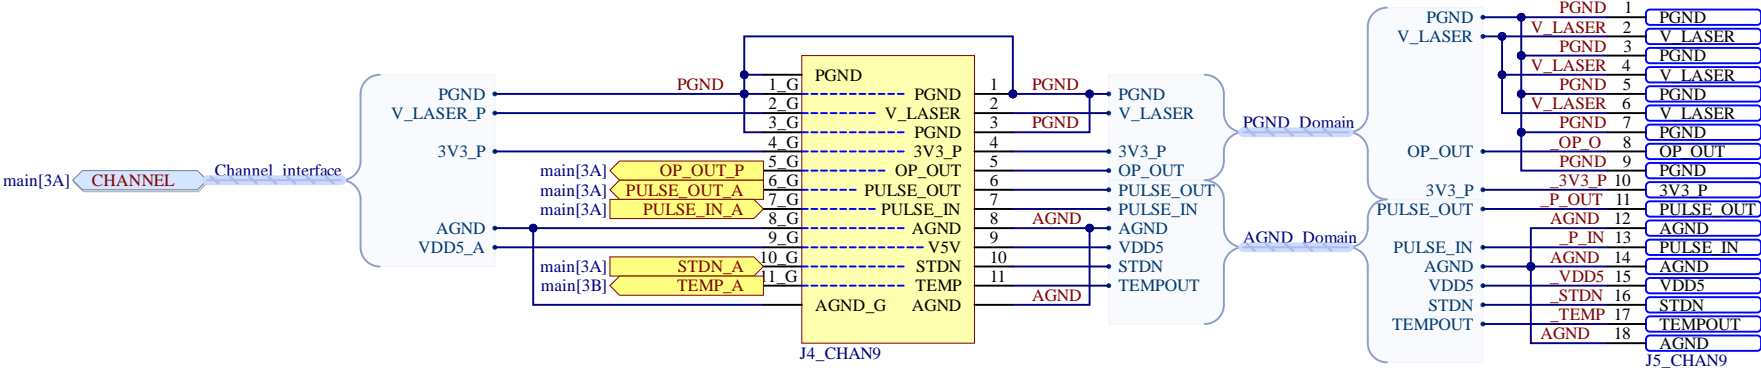 main[3A] CHANNEL Channel_interface
PGND
V_LASER_P
3V3_P
AGND
VDD5_A
PGND
main[3A] OP_OUT_P
main[3A] PULSE_OUT_A
main[3A] PULSE_IN_A
main[3A] STDN_A
main[3B] TEMP_A
PGND
1_G PGND 1 PGND
2_G V_LASER 2
3_G PGND 3 PGND
4_G 3V3_P 4
5_G OP_OUT 5
6_G PULSE_OUT 6
7_G PULSE_IN 7
8_G AGND 8 AGND
9_G V5V 9
10_G STDN 10
11_G TEMP 11
AGND_G AGND AGND
J4_CHAN9
PGND
V_LASER
3V3_P
OP_OUT
PULSE_OUT
PULSE_IN
AGND
VDD5
STDN
TEMPOUT
PGND_Domain
AGND_Domain
PGND
V_LASER
OP_OUT
3V3_P
PULSE_OUT
PULSE_IN
AGND
VDD5
STDN
TEMPOUT
PGND 1 PGND
V_LASER 2 V_LASER
PGND 3 PGND
V_LASER 4 V_LASER
PGND 5 PGND
V_LASER 6 V_LASER
PGND 7 PGND
_OP_O 8 OP_OUT
PGND 9 PGND
_3V3_P 10 3V3_P
_P_OUT 11 PULSE_OUT
AGND 12 AGND
_P_IN 13 PULSE_IN
AGND 14 AGND
_VDD5 15 VDD5
_STDN 16 STDN
_TEMP 17 TEMPOUT
AGND 18 AGND
J5_CHAN9